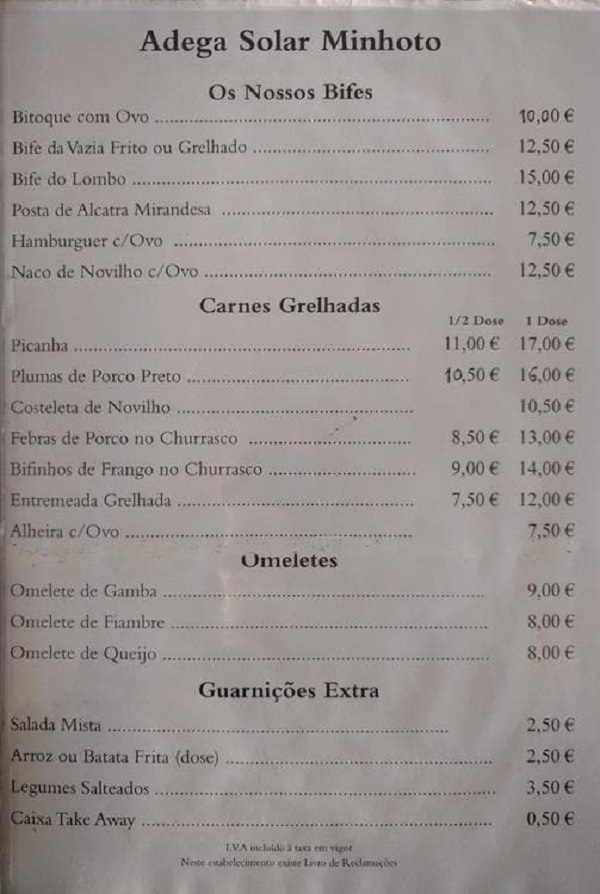 Adega Solar Minhoto
Os Nossos Bifes
Bitoque com Ovo ........ 10,00 €
Bife da Vazia Frito ou Grelhado ........ 12,50 €
Bife do Lombo ........ 15,00 €
Posta de Alcatra Mirandesa ........ 12,50 €
Hamburguer c/Ovo ........ 7,50 €
Naco de Novilho c/Ovo ........ 12,50 €
Carnes Grelhadas
1/2 Dose 1 Dose
Picanha ........ 11,00 € 17,00 €
Plumas de Porco Preto ........ 10,50 € 16,00 €
Costeleta de Novilho ........ 10,50 €
Febras de Porco no Churrasco ........ 8,50 € 13,00 €
Bifinhos de Frango no Churrasco ........ 9,00 € 14,00 €
Entremeada Grelhada ........ 7,50 € 12,00 €
Alheira c/Ovo ........ 7,50 €
Omeletes
Omelete de Gamba ........ 9,00 €
Omelete de Fiambre ........ 8,00 €
Omelete de Queijo ........ 8,00 €
Guarnições Extra
Salada Mista ........ 2,50 €
Arroz ou Batata Frita (dose) ........ 2,50 €
Legumes Salteados ........ 3,50 €
Caixa Take Away ........ 0,50 €
I.V.A incluído à taxa em vigor
Neste estabelecimento existe Livro de Reclamações